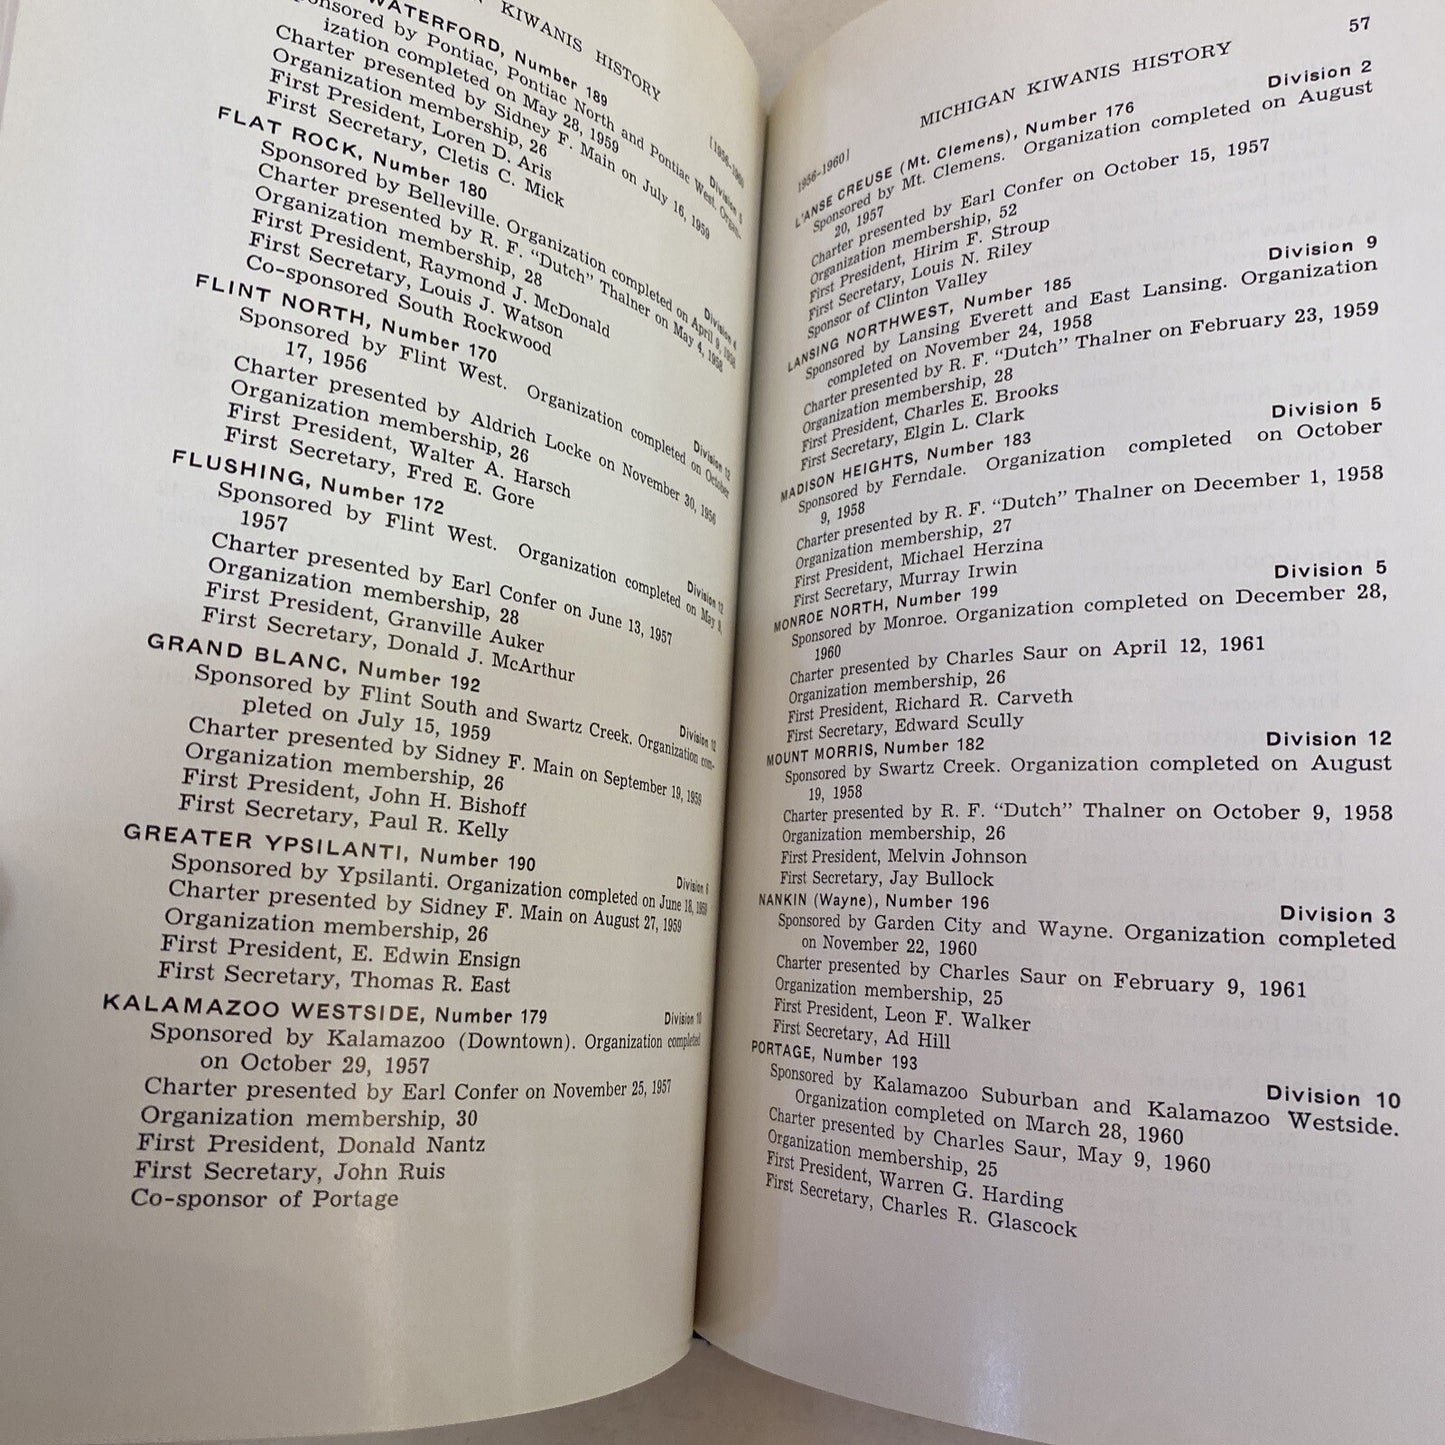 KIWANIS HISTORY
[1956-1960
WATERFORD, Number 189
Division 3
Sponsored by Pontiac, Pontiac North and Pontiac West. Organ-
ization completed on May 28, 1959
Charter presented by Sidney F. Main on July 16, 1959
Organization membership, 26
First President, Loren D. Aris
First Secretary, Cletis C. Mick
FLAT ROCK, Number 180
Division 4
Sponsored by Belleville. Organization completed on April 9, 1958
Charter presented by R. F. “Dutch” Thalner on May 4, 1958
Organization membership, 28
First President, Raymond J. McDonald
First Secretary, Louis J. Watson
Co-sponsored South Rockwood
FLINT NORTH, Number 170
Division 12
Sponsored by Flint West. Organization completed on October
17, 1956
Charter presented by Aldrich Locke on November 30, 1956
Organization membership, 26
First President, Walter A. Harsch
First Secretary, Fred E. Gore
FLUSHING, Number 172
Division 12
Sponsored by Flint West. Organization completed on May 8,
1957
Charter presented by Earl Confer on June 13, 1957
Organization membership, 28
First President, Granville Auker
First Secretary, Donald J. McArthur
GRAND BLANC, Number 192
Division 12
Sponsored by Flint South and Swartz Creek. Organization com-
pleted on July 15, 1959
Charter presented by Sidney F. Main on September 19, 1959
Organization membership, 26
First President, John H. Bishoff
First Secretary, Paul R. Kelly
GREATER YPSILANTI, Number 190
Division 6
Sponsored by Ypsilanti. Organization completed on June 18, 1959
Charter presented by Sidney F. Main on August 27, 1959
Organization membership, 26
First President, E. Edwin Ensign
First Secretary, Thomas R. East
KALAMAZOO WESTSIDE, Number 179 Division 10
Sponsored by Kalamazoo (Downtown). Organization completed
on October 29, 1957
Charter presented by Earl Confer on November 25, 1957
Organization membership, 30
First President, Donald Nantz
First Secretary, John Ruis
Co-sponsor of Portage
57
MICHIGAN KIWANIS HISTORY
1956-1960]
L'ANSE CREUSE (Mt. Clemens), Number 176 Division 2
Sponsored by Mt. Clemens. Organization completed on August
20, 1957
Charter presented by Earl Confer on October 15, 1957
Organization membership, 52
First President, Hirim F. Stroup
First Secretary, Louis N. Riley
Sponsor of Clinton Valley
LANSING NORTHWEST, Number 185 Division 9
Sponsored by Lansing Everett and East Lansing. Organization
completed on November 24, 1958
Charter presented by R. F. “Dutch” Thalner on February 23, 1959
Organization membership, 28
First President, Charles E. Brooks
First Secretary, Elgin L. Clark
MADISON HEIGHTS, Number 183 Division 5
Sponsored by Ferndale. Organization completed on October
9, 1958
Charter presented by R. F. “Dutch” Thalner on December 1, 1958
Organization membership, 27
First President, Michael Herzina
First Secretary, Murray Irwin
MONROE NORTH, Number 199 Division 5
Sponsored by Monroe. Organization completed on December 28,
1960
Charter presented by Charles Saur on April 12, 1961
Organization membership, 26
First President, Richard R. Carveth
First Secretary, Edward Scully
MOUNT MORRIS, Number 182 Division 12
Sponsored by Swartz Creek. Organization completed on August
19, 1958
Charter presented by R. F. “Dutch” Thalner on October 9, 1958
Organization membership, 26
First President, Melvin Johnson
First Secretary, Jay Bullock
NANKIN (Wayne), Number 196 Division 3
Sponsored by Garden City and Wayne. Organization completed
on November 22, 1960
Charter presented by Charles Saur on February 9, 1961
Organization membership, 25
First President, Leon F. Walker
First Secretary, Ad Hill
PORTAGE, Number 193 Division 10
Sponsored by Kalamazoo Suburban and Kalamazoo Westside.
Organization completed on March 28, 1960
Charter presented by Charles Saur, May 9, 1960
Organization membership, 25
First President, Warren G. Harding
First Secretary, Charles R. Glascock